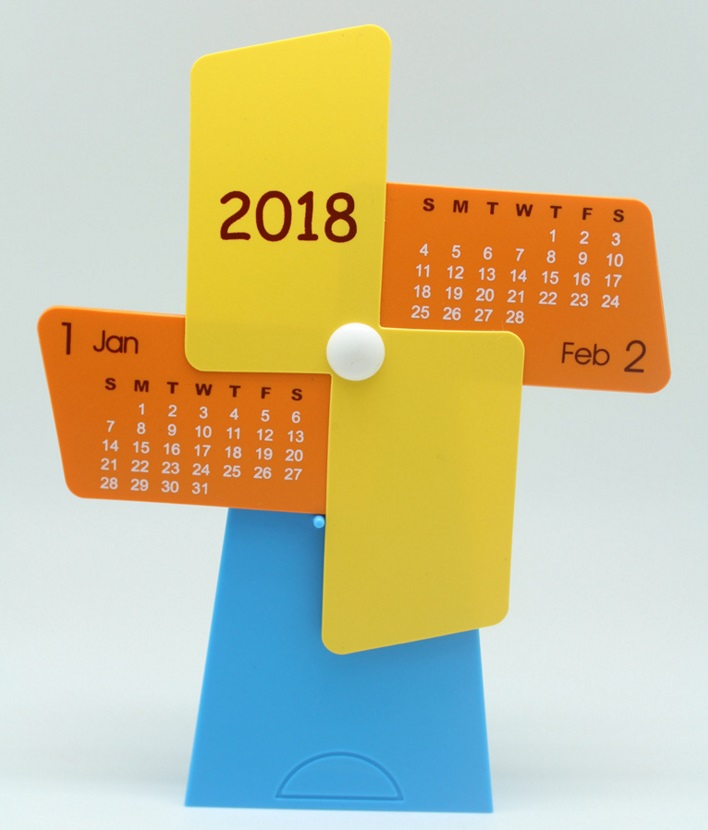 2018
S M T W T F S
1 2 3
4 5 6 7 8 9 10
11 12 13 14 15 16 17
18 19 20 21 22 23 24
25 26 27 28
Feb 2
1 Jan
S M T W T F S
1 2 3 4 5 6
7 8 9 10 11 12 13
14 15 16 17 18 19 20
21 22 23 24 25 26 27
28 29 30 31